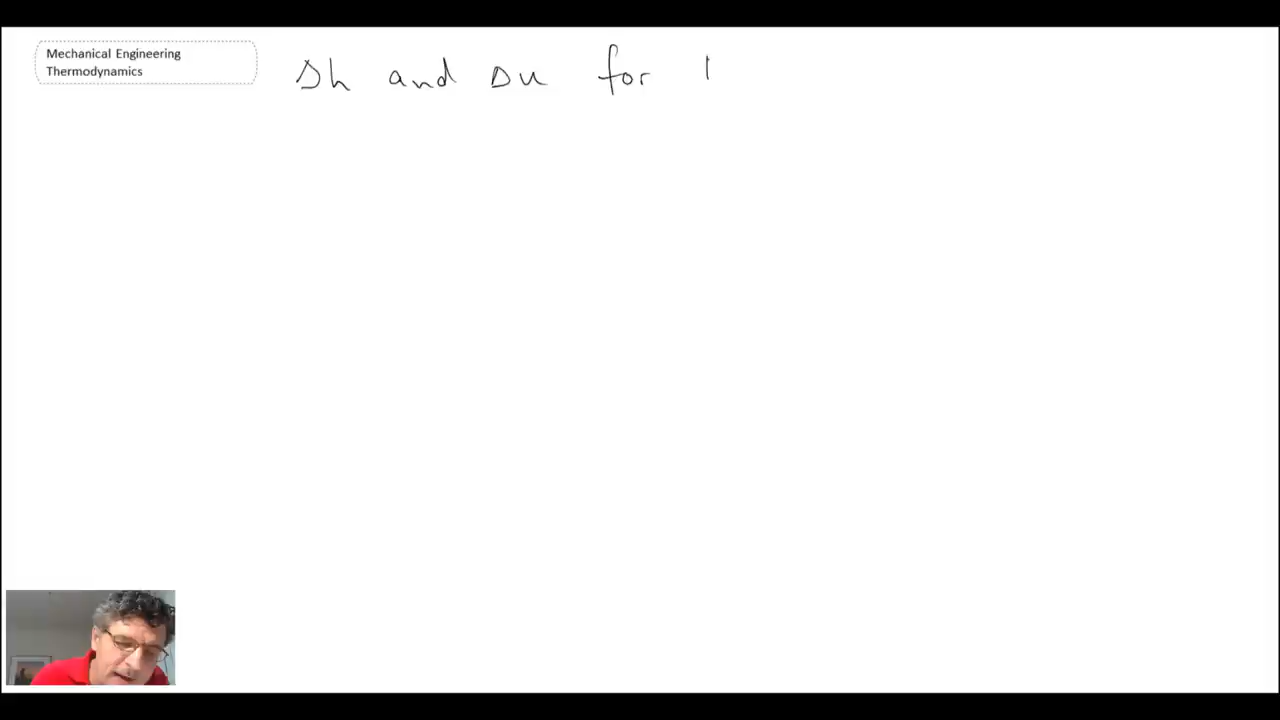 Mechanical Engineering
Thermodynamics
Δh and Δu for